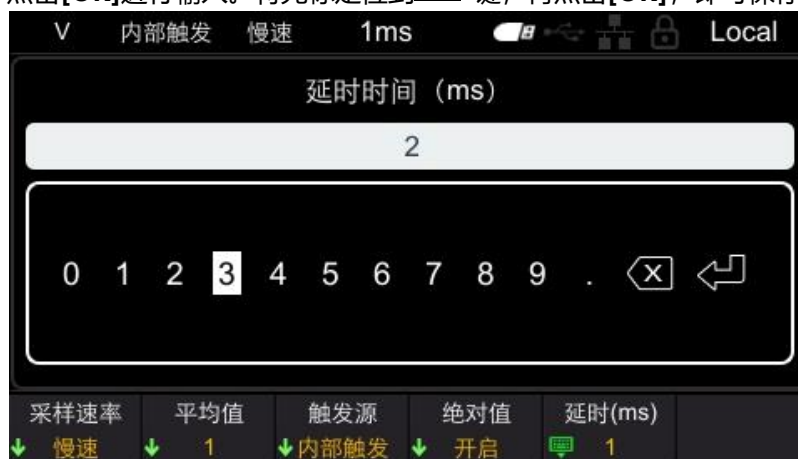 V 内部触发 慢速 1ms Local
延时时间（ms）
2
0 1 2 3 4 5 6 7 8 9 .
采样速率 平均值 触发源 绝对值 延时(ms)
慢速 1 内部触发 开启 1